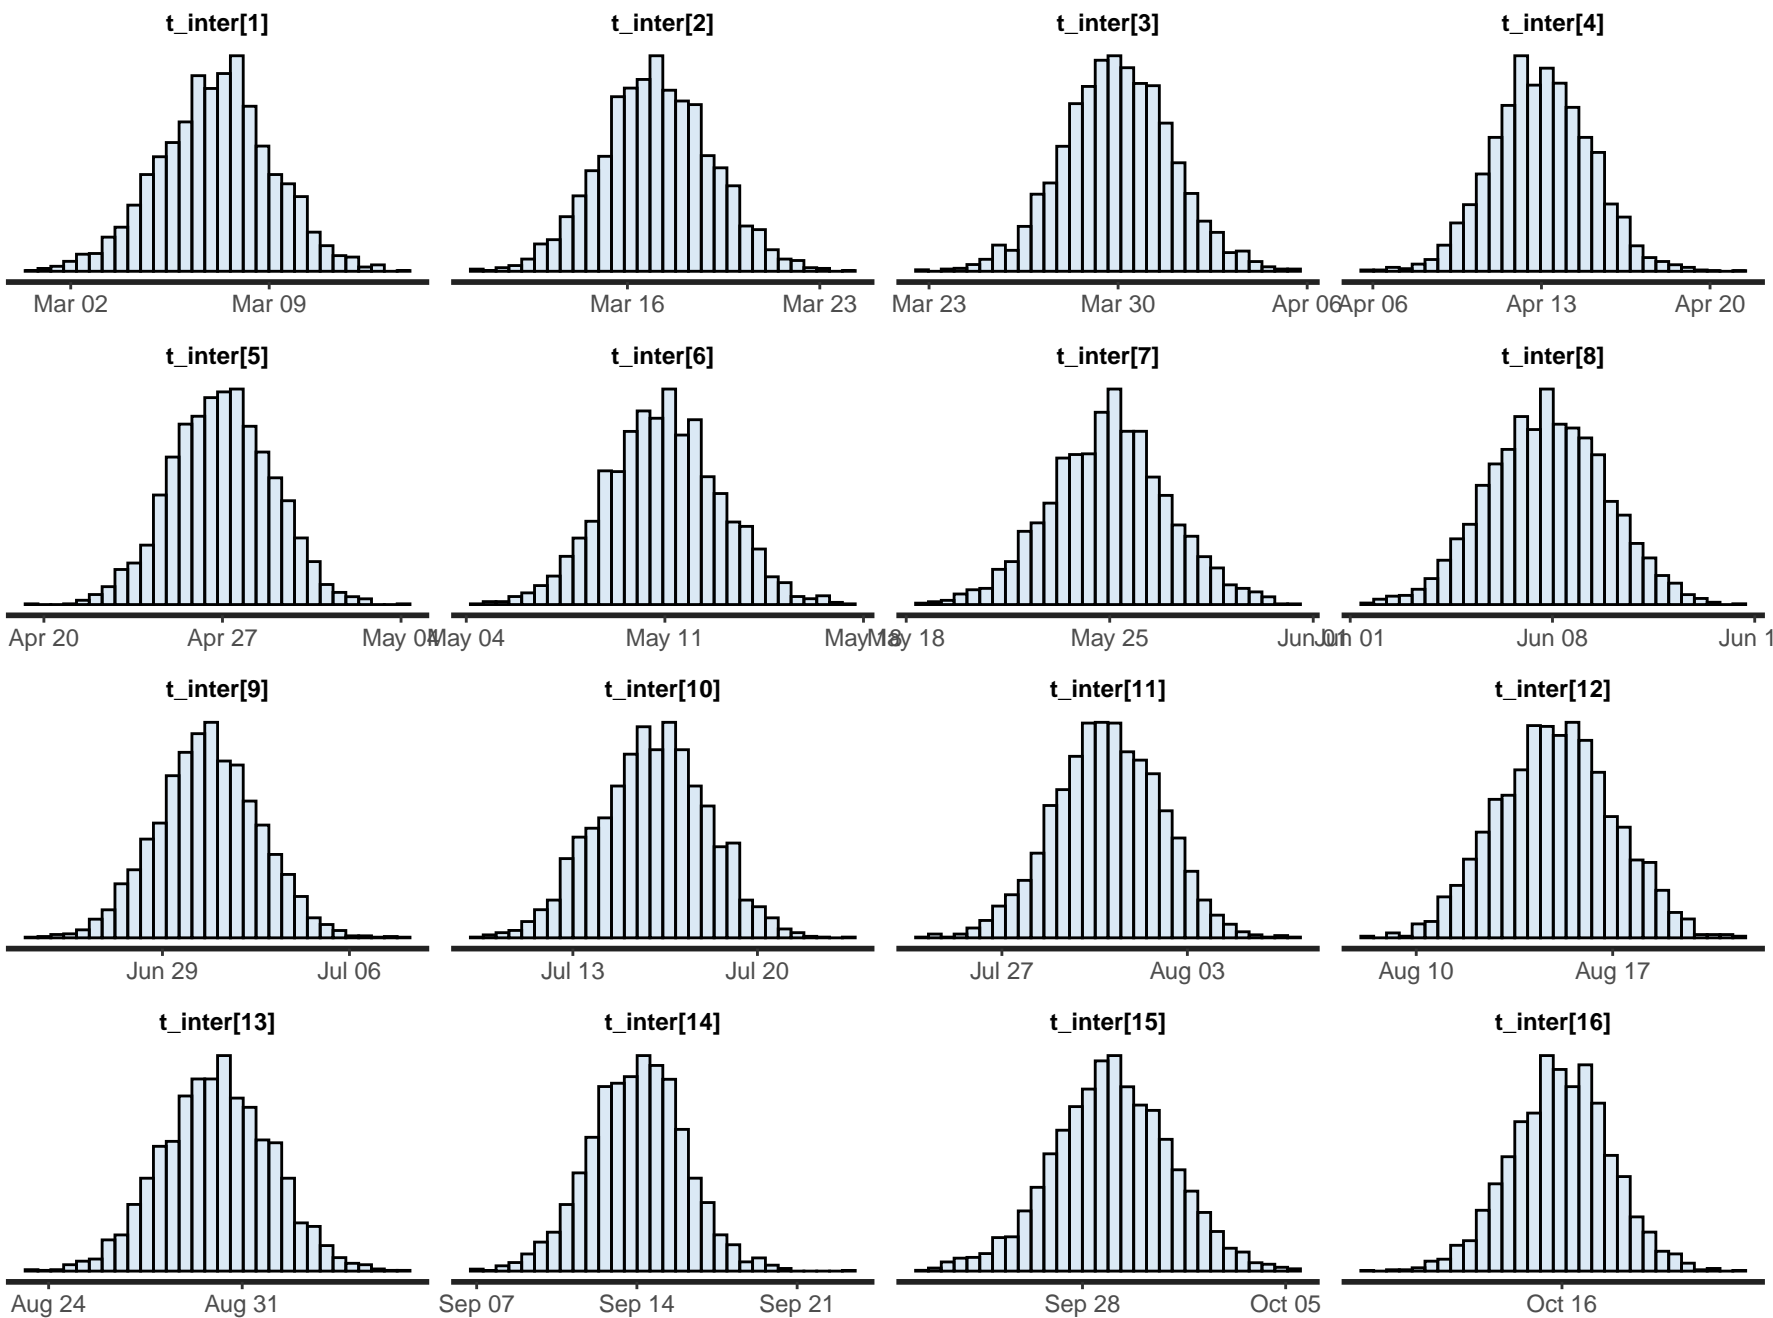 t_inter[1] t_inter[2] t_inter[3] t_inter[4]
Mar 02 Mar 09 Mar 16 Mar 23 Mar 23 Mar 30 Apr 06 Apr 06 Apr 13 Apr 20
t_inter[5] t_inter[6] t_inter[7] t_inter[8]
Apr 20 Apr 27 May 04 May 04 May 11 May 18 May 18 May 25 Jun 01 Jun 01 Jun 08 Jun 1
t_inter[9] t_inter[10] t_inter[11] t_inter[12]
Jun 29 Jul 06 Jul 13 Jul 20 Jul 27 Aug 03 Aug 10 Aug 17
t_inter[13] t_inter[14] t_inter[15] t_inter[16]
Aug 24 Aug 31 Sep 07 Sep 14 Sep 21 Sep 28 Oct 05 Oct 16